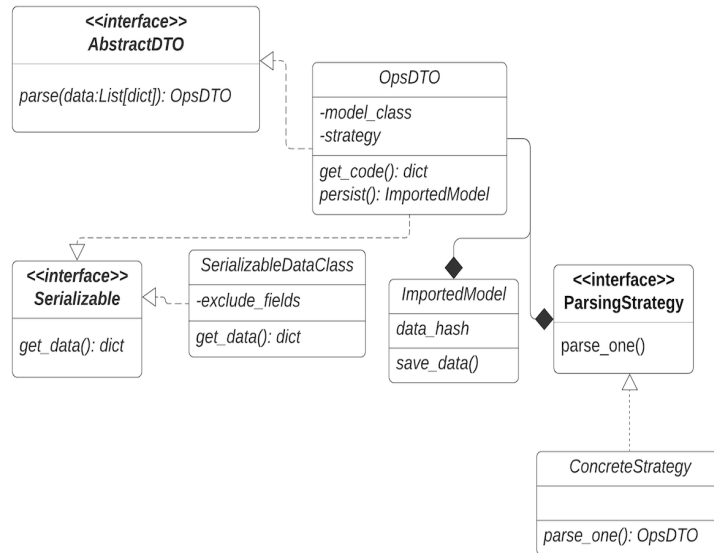 <<interface>>
AbstractDTO
parse(data:List[dict]): OpsDTO
OpsDTO
-model_class
-strategy
get_code(): dict
persist(): ImportedModel
<<interface>>
Serializable
get_data(): dict
SerializableDataClass
-exclude_fields
get_data(): dict
ImportedModel
data_hash
save_data()
<<interface>>
ParsingStrategy
parse_one()
ConcreteStrategy
parse_one(): OpsDTO